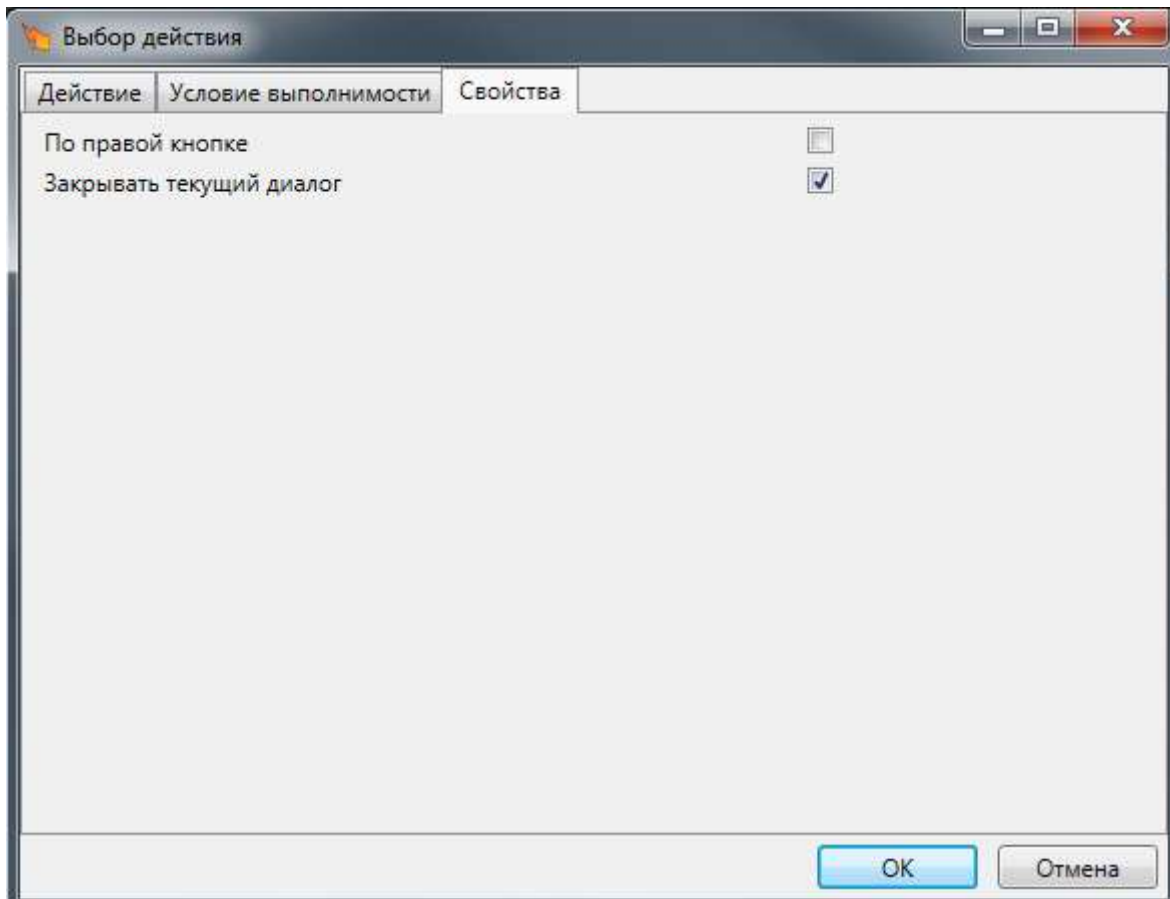 Выбор действия
Действие Условие выполнимости Свойства
По правой кнопке
Закрывать текущий диалог
OK Отмена